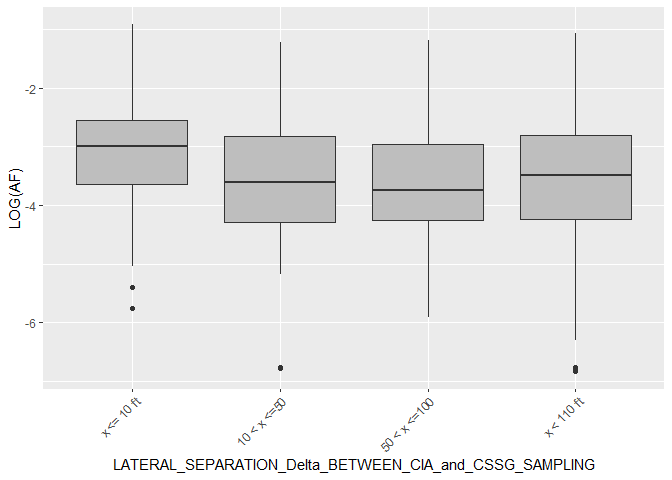 LOG(AF)
-2
-4
-6
x <= 10 ft
10 < x <=50
50 < x <=100
x < 110 ft
LATERAL_SEPARATION_Delta_BETWEEN_CIA_and_CSSG_SAMPLING